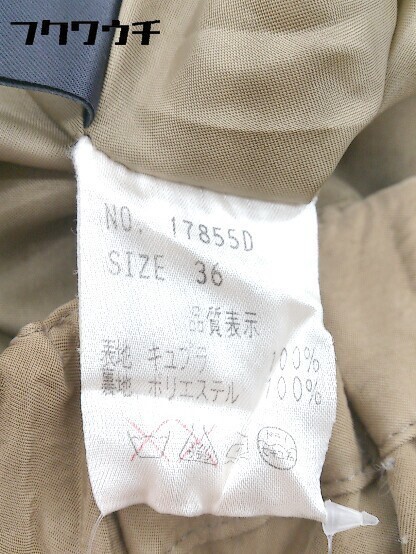 フクワウチ
NO. 17855D
SIZE 36
品質表示
表地 キュプラ 100%
裏地 ポリエステル 100%